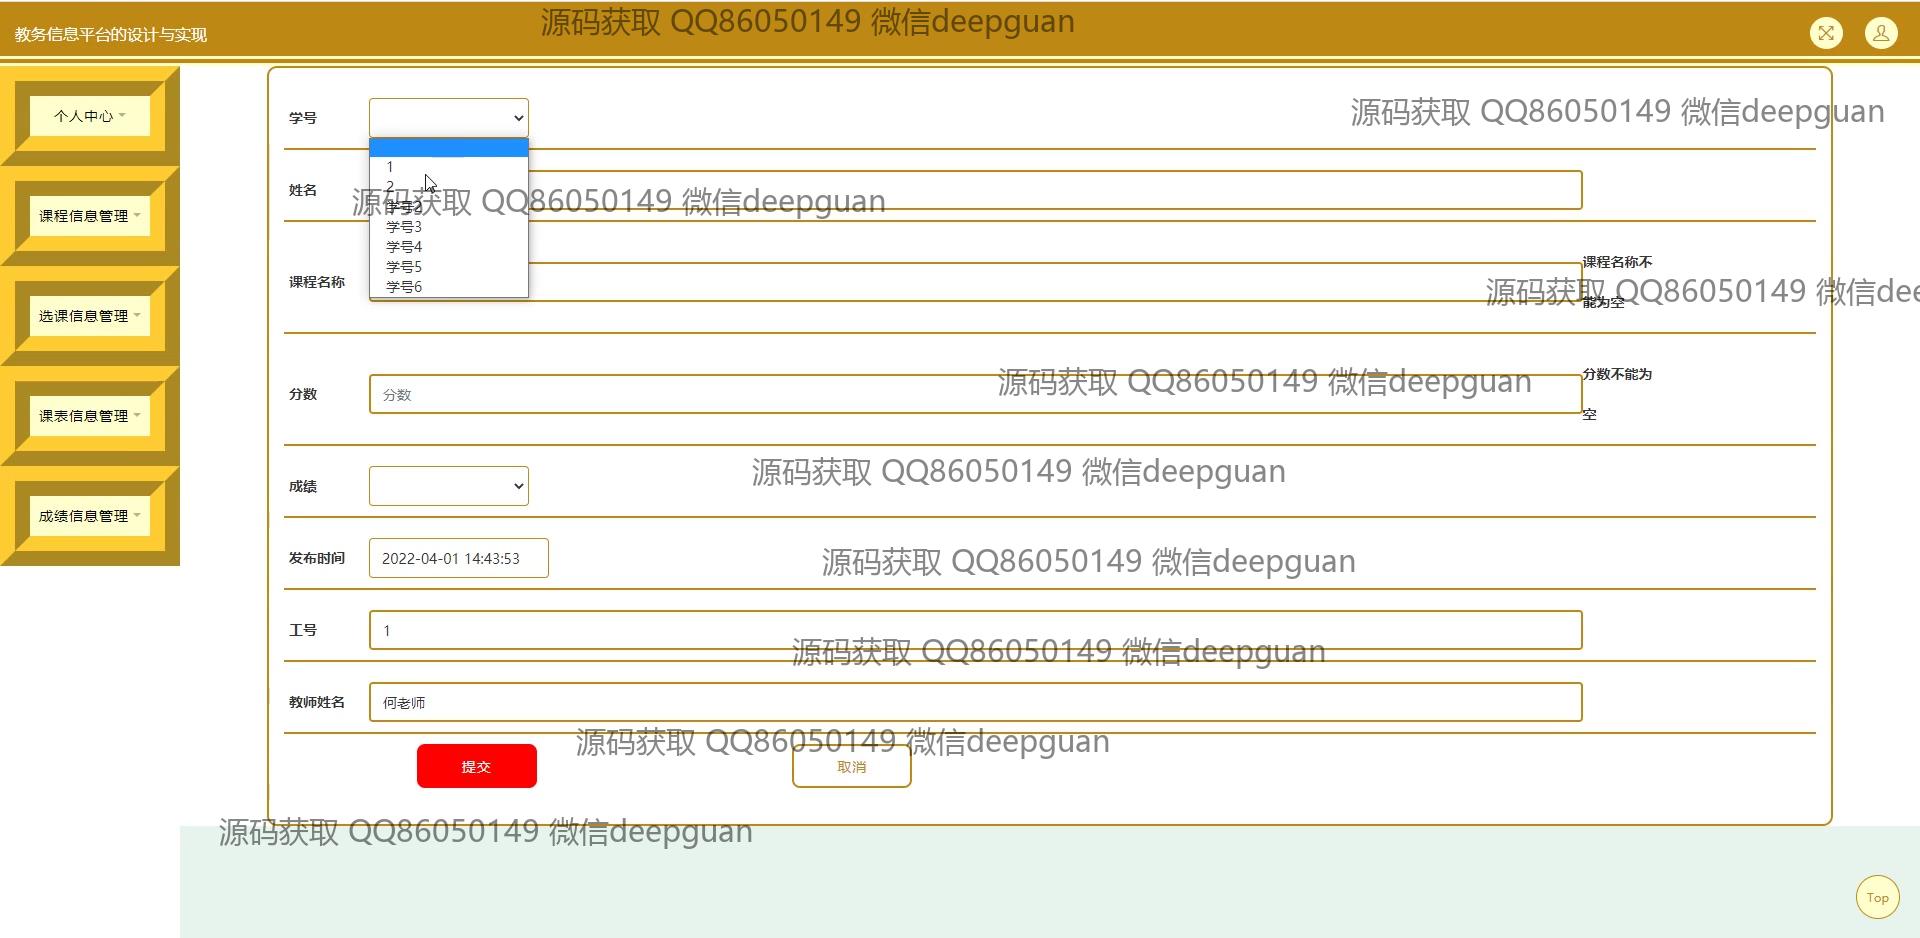 源码获取 QQ86050149 微信deepguan
教务信息平台的设计与实现
个人中心
课程信息管理
选课信息管理
课表信息管理
成绩信息管理
源码获取 QQ86050149 微信deepguan
学号
1
2
学号2
学号3
学号4
学号5
学号6
姓名
源码获取 QQ86050149 微信deepguan
课程名称
课程名称不
能为空
源码获取 QQ86050149 微信dee
分数
分数
分数不能为
空
源码获取 QQ86050149 微信deepguan
源码获取 QQ86050149 微信deepguan
成绩
发布时间
2022-04-01 14:43:53
源码获取 QQ86050149 微信deepguan
工号
1
源码获取 QQ86050149 微信deepguan
教师姓名
何老师
源码获取 QQ86050149 微信deepguan
提交
取消
源码获取 QQ86050149 微信deepguan
Top